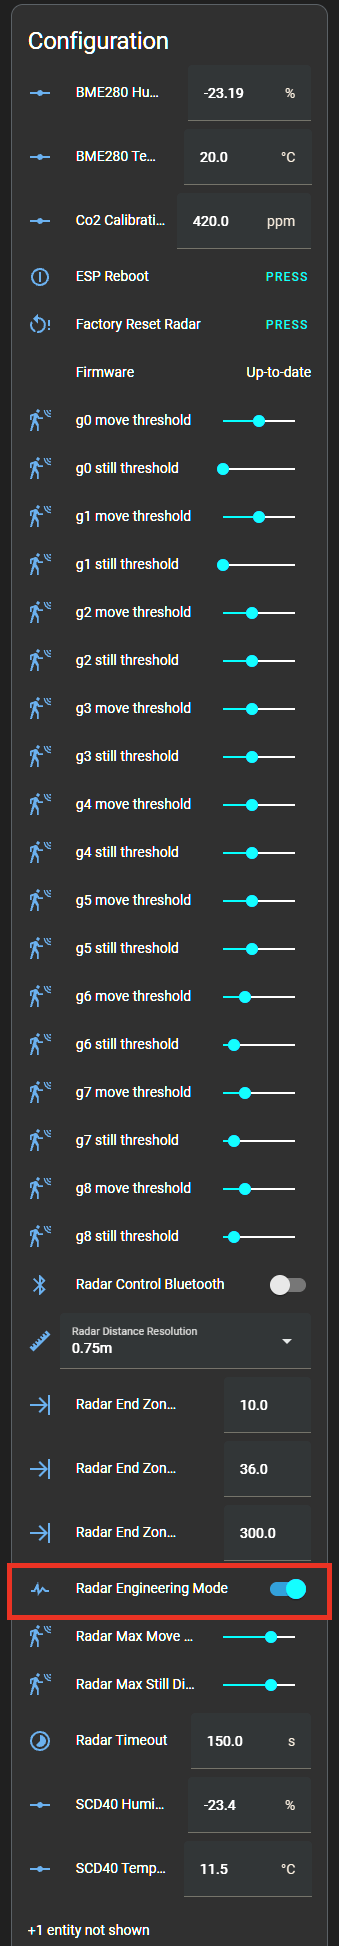 Configuration
BME280 Hu... -23.19 %
BME280 Te... 20.0 °C
Co2 Calibrati... 420.0 ppm
ESP Reboot PRESS
Factory Reset Radar PRESS
Firmware Up-to-date
g0 move threshold
g0 still threshold
g1 move threshold
g1 still threshold
g2 move threshold
g2 still threshold
g3 move threshold
g3 still threshold
g4 move threshold
g4 still threshold
g5 move threshold
g5 still threshold
g6 move threshold
g6 still threshold
g7 move threshold
g7 still threshold
g8 move threshold
g8 still threshold
Radar Control Bluetooth
Radar Distance Resolution
0.75m
Radar End Zon... 10.0
Radar End Zon... 36.0
Radar End Zon... 300.0
Radar Engineering Mode
Radar Max Move ...
Radar Max Still Di...
Radar Timeout 150.0 s
SCD40 Humi... -23.4 %
SCD40 Temp... 11.5 °C
+1 entity not shown